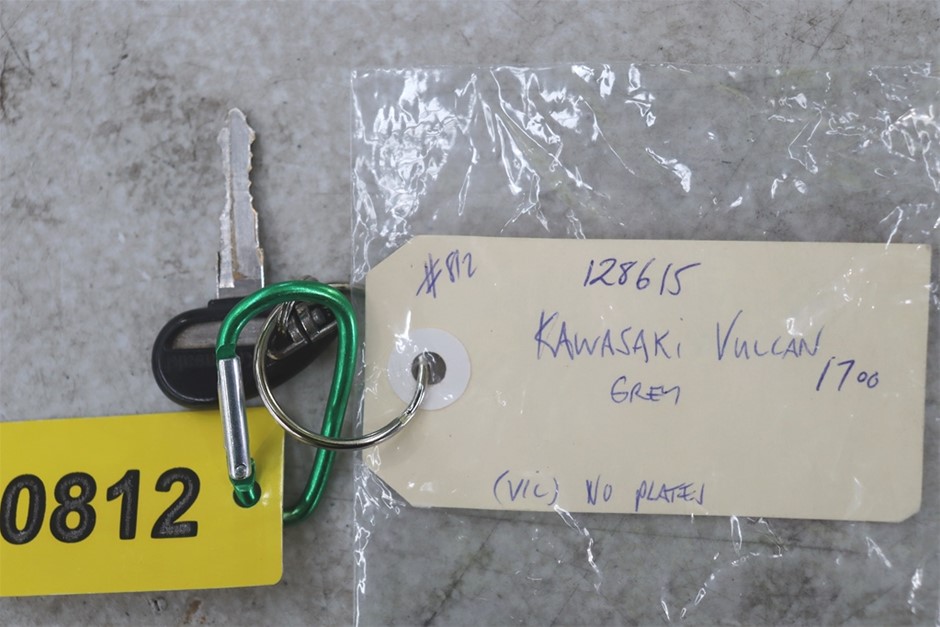 #812
128615
KAWASAKI VULCAN
1700
GREY
(VIC) NO PLATES
0812